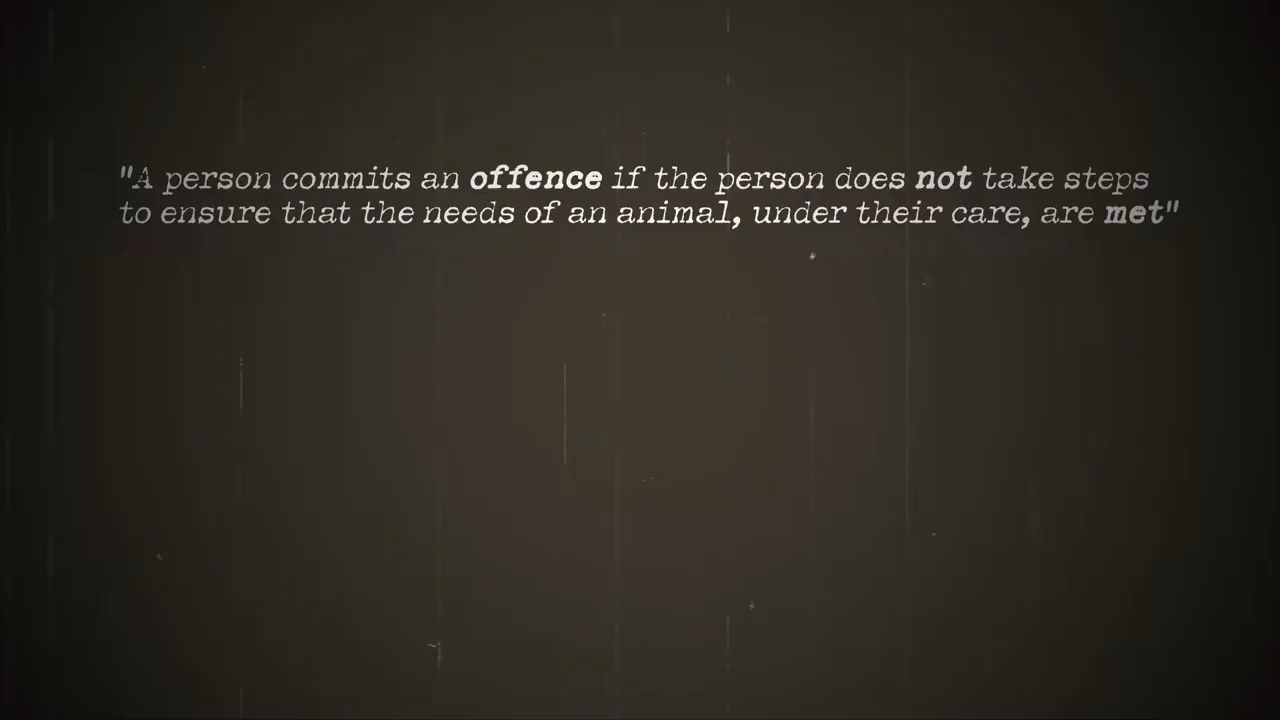 "A person commits an offence if the person does not take steps
to ensure that the needs of an animal, under their care, are met"